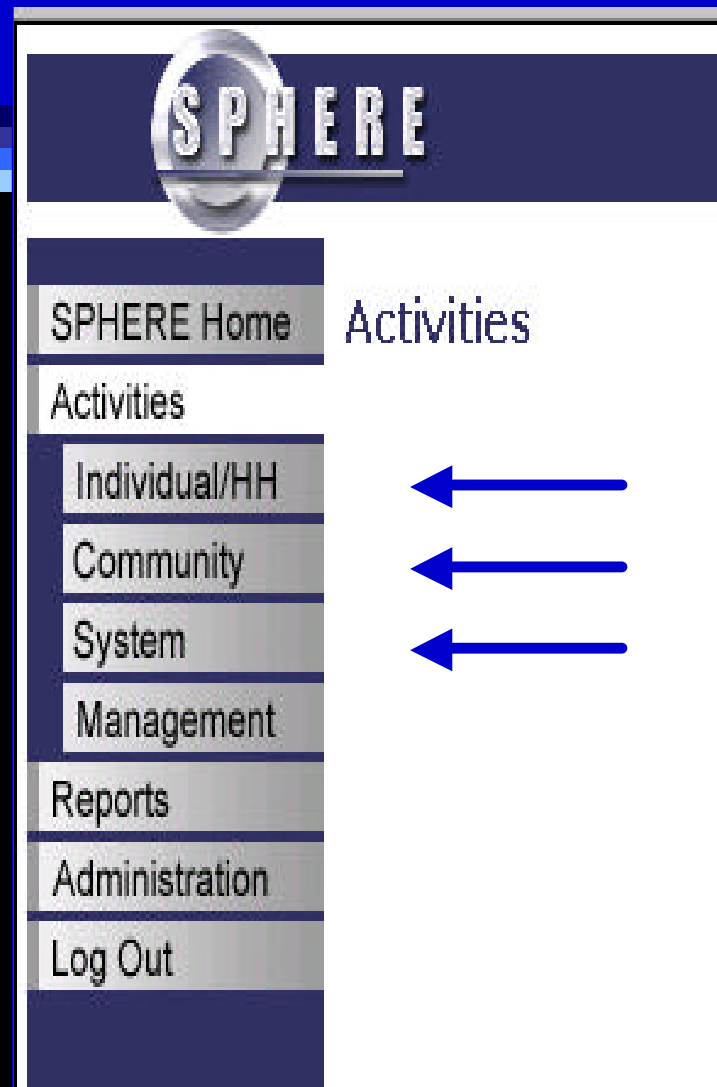 SPHERE
SPHERE Home
Activities
Activities
Individual/HH
Community
System
Management
Reports
Administration
Log Out